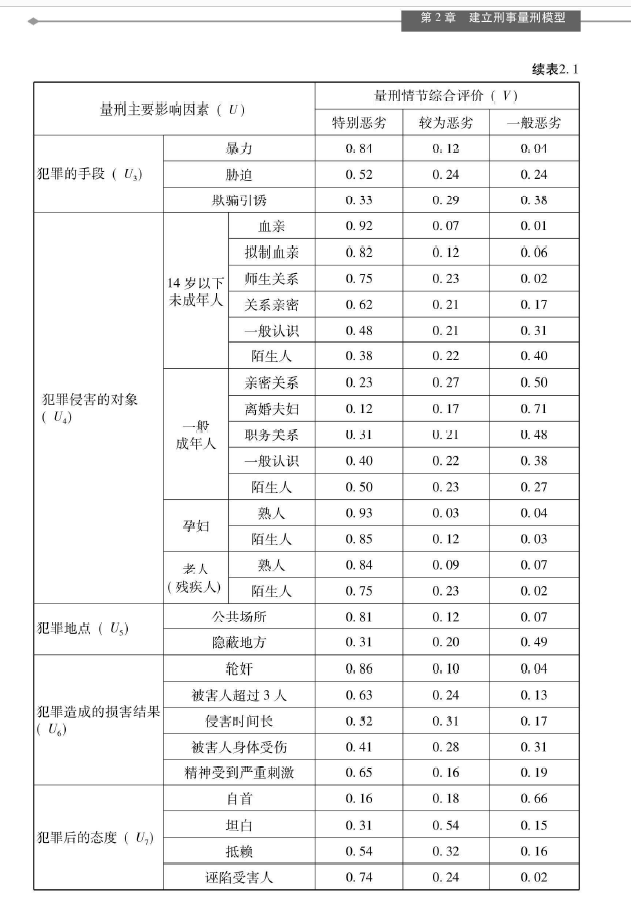 第 2 章 建立刑事量刑模型
续表2. 1
量刑主要影响因素（ U ） 量刑情节综合评价（ V ）
特别恶劣 较为恶劣 一般恶劣
犯罪的手段（ U₃） 暴力 0. 84 0. 12 0. 04
胁迫 0. 52 0. 24 0. 24
欺骗引诱 0. 33 0. 29 0. 38
犯罪侵害的对象
（ U₄） 14 岁以下
未成年人 血亲 0. 92 0. 07 0. 01
拟制血亲 0. 82 0. 12 0. 06
师生关系 0. 75 0. 23 0. 02
关系亲密 0. 62 0. 21 0. 17
一般认识 0. 48 0. 21 0. 31
陌生人 0. 38 0. 22 0. 40
一般
成年人 亲密关系 0. 23 0. 27 0. 50
离婚夫妇 0. 12 0. 17 0. 71
职务关系 0. 31 0. 21 0. 48
一般认识 0. 40 0. 22 0. 38
陌生人 0. 50 0. 23 0. 27
孕妇 熟人 0. 93 0. 03 0. 04
陌生人 0. 85 0. 12 0. 03
老人
（残疾人） 熟人 0. 84 0. 09 0. 07
陌生人 0. 75 0. 23 0. 02
犯罪地点（ U₅） 公共场所 0. 81 0. 12 0. 07
隐蔽地方 0. 31 0. 20 0. 49
犯罪造成的损害结果
（ U₆） 轮奸 0. 86 0. 10 0. 04
被害人超过 3 人 0. 63 0. 24 0. 13
侵害时间长 0. 52 0. 31 0. 17
被害人身体受伤 0. 41 0. 28 0. 31
精神受到严重刺激 0. 65 0. 16 0. 19
犯罪后的态度（ U₇） 自首 0. 16 0. 18 0. 66
坦白 0. 31 0. 54 0. 15
抵赖 0. 54 0. 32 0. 16
诬陷受害人 0. 74 0. 24 0. 02